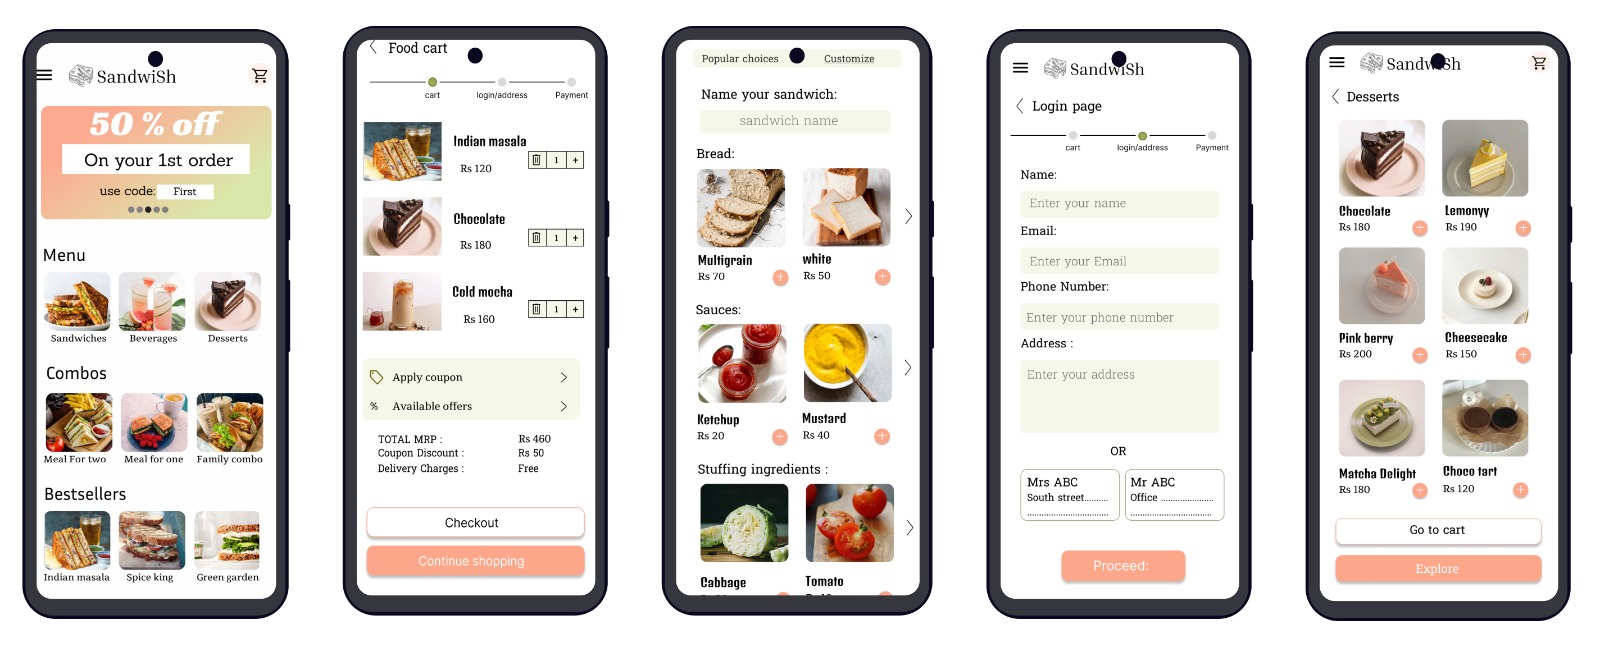 SandwiSh
50 % off
On your 1st order
use code: First
Menu
Sandwiches Beverages Desserts
Combos
Meal For two Meal for one Family combo
Bestsellers
Indian masala Spice king Green garden
Food cart
cart login/address Payment
Indian masala
Rs 120
1 +
Chocolate
Rs 180
1 +
Cold mocha
Rs 160
1 +
Apply coupon
% Available offers
TOTAL MRP : Rs 460
Coupon Discount : Rs 50
Delivery Charges : Free
Checkout
Continue shopping
Popular choices Customize
Name your sandwich:
sandwich name
Bread:
Multigrain white
Rs 70 Rs 50
+ +
Sauces:
Ketchup Mustard
Rs 20 Rs 40
+ +
Stuffing ingredients :
Cabbage Tomato
SandwiSh
Login page
cart login/address Payment
Name:
Enter your name
Email:
Enter your Email
Phone Number:
Enter your phone number
Address :
Enter your address
OR
Mrs ABC Mr ABC
South street.......... Office ......................
.................................. ..................................
Proceed:
SandwiSh
Desserts
Chocolate Lemonyy
Rs 180 Rs 190
+ +
Pink berry Cheesecake
Rs 200 Rs 150
+ +
Matcha Delight Choco tart
Rs 180 Rs 120
+ +
Go to cart
Explore